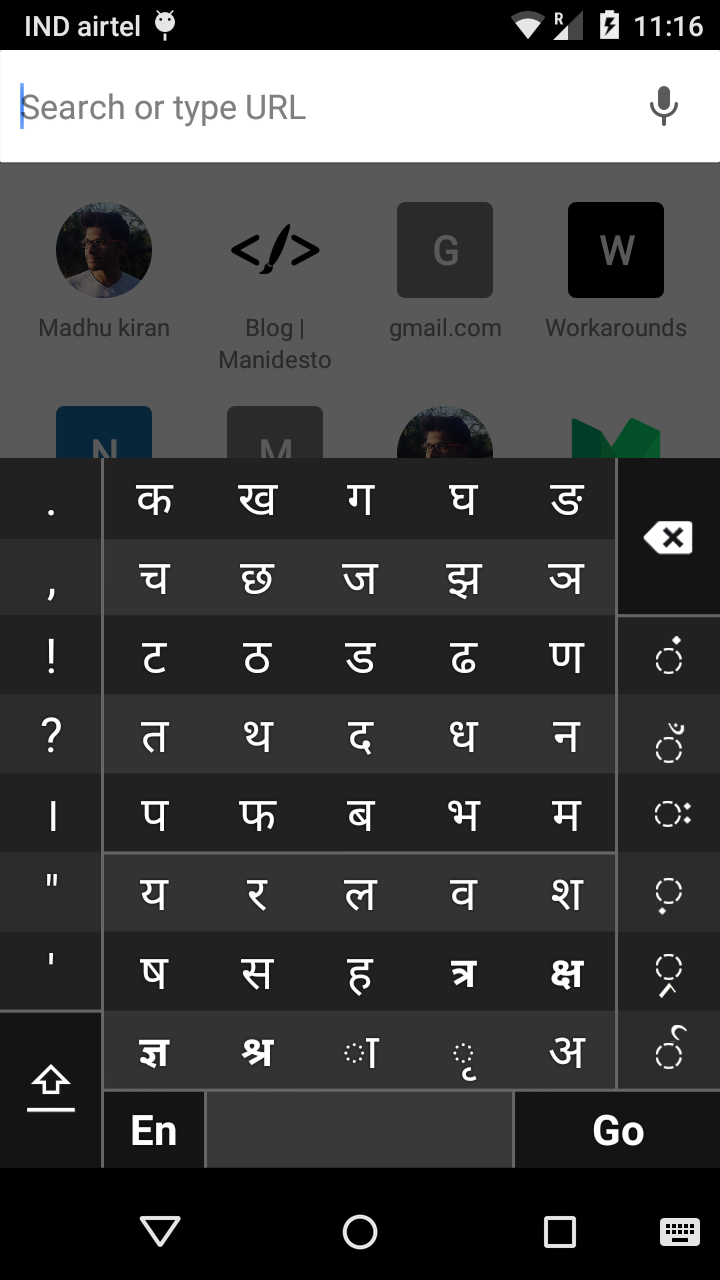 IND airtel R 11:16
Search or type URL
G W
Madhu kiran Blog | gmail.com Workarounds
Manidesto
N M
. क ख ग घ ङ
, च छ ज झ ञ
! ट ठ ड ढ ण ं
? त थ द ध न ँ
। प फ ब भ म ः
" य र ल व श ़
' ष स ह त्र क्ष ्र
ज्ञ श्र ा ृ अ र्
En Go